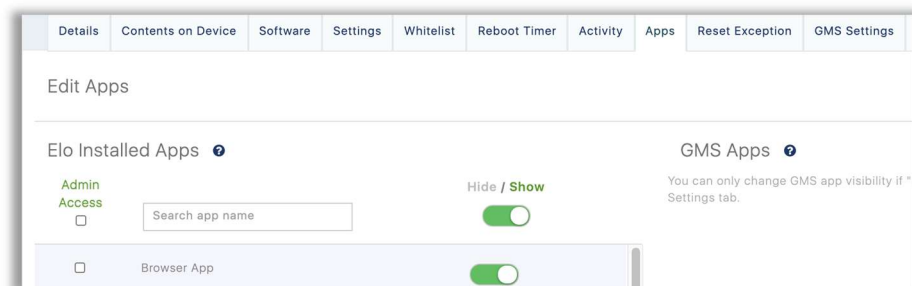 Details Contents on Device Software Settings Whitelist Reboot Timer Activity Apps Reset Exception GMS Settings
Edit Apps
Elo Installed Apps ?
GMS Apps ?
Admin
Access
Hide / Show
You can only change GMS app visibility if "
Settings tab.
Search app name
Browser App